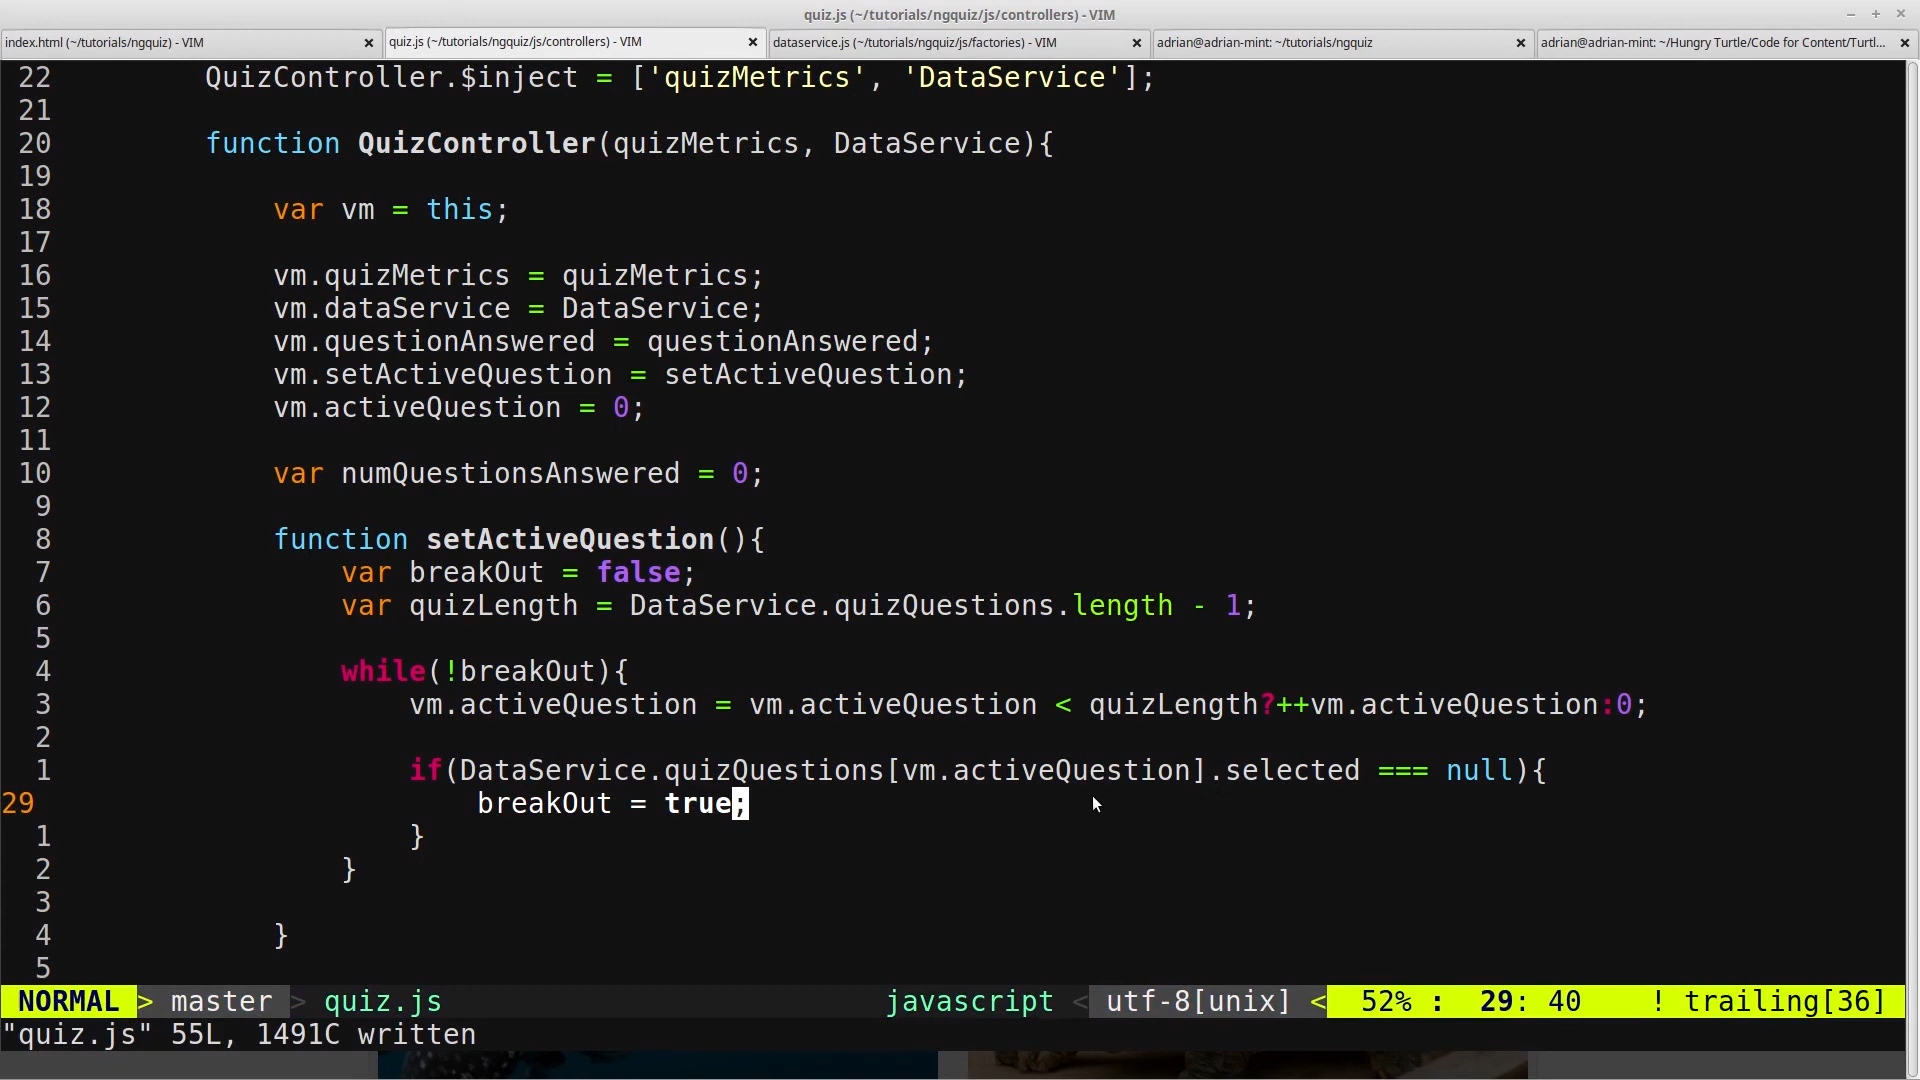 quiz.js (~/tutorials/ngquiz/js/controllers) - VIM
index.html (~/tutorials/ngquiz) - VIM
quiz.js (~/tutorials/ngquiz/js/controllers) - VIM
dataservice.js (~/tutorials/ngquiz/js/factories) - VIM
adrian@adrian-mint: ~/tutorials/ngquiz
adrian@adrian-mint: ~/Hungry Turtle/Code for Content/Turtl...
22 QuizController.$inject = ['quizMetrics', 'DataService'];
21
20 function QuizController(quizMetrics, DataService){
19
18 var vm = this;
17
16 vm.quizMetrics = quizMetrics;
15 vm.dataService = DataService;
14 vm.questionAnswered = questionAnswered;
13 vm.setActiveQuestion = setActiveQuestion;
12 vm.activeQuestion = 0;
11
10 var numQuestionsAnswered = 0;
9
8 function setActiveQuestion(){
7 var breakOut = false;
6 var quizLength = DataService.quizQuestions.length - 1;
5
4 while(!breakOut){
3 vm.activeQuestion = vm.activeQuestion < quizLength?++vm.activeQuestion:0;
2
1 if(DataService.quizQuestions[vm.activeQuestion].selected === null){
29 breakOut = true;
1 }
2 }
3
4 }
5
NORMAL > master > quiz.js javascript < utf-8[unix] < 52% : 29: 40 ! trailing[36]
"quiz.js" 55L, 1491C written